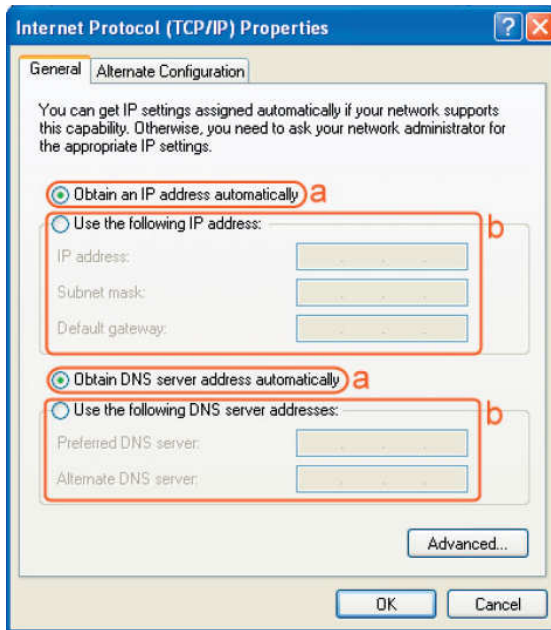 Internet Protocol (TCP/IP) Properties
General
Alternate Configuration
You can get IP settings assigned automatically if your network supports
this capability. Otherwise, you need to ask your network administrator for
the appropriate IP settings.
Obtain an IP address automatically a
Use the following IP address: b
IP address:
Subnet mask:
Default gateway:
Obtain DNS server address automatically a
Use the following DNS server addresses: b
Preferred DNS server:
Alternate DNS server:
Advanced...
OK
Cancel